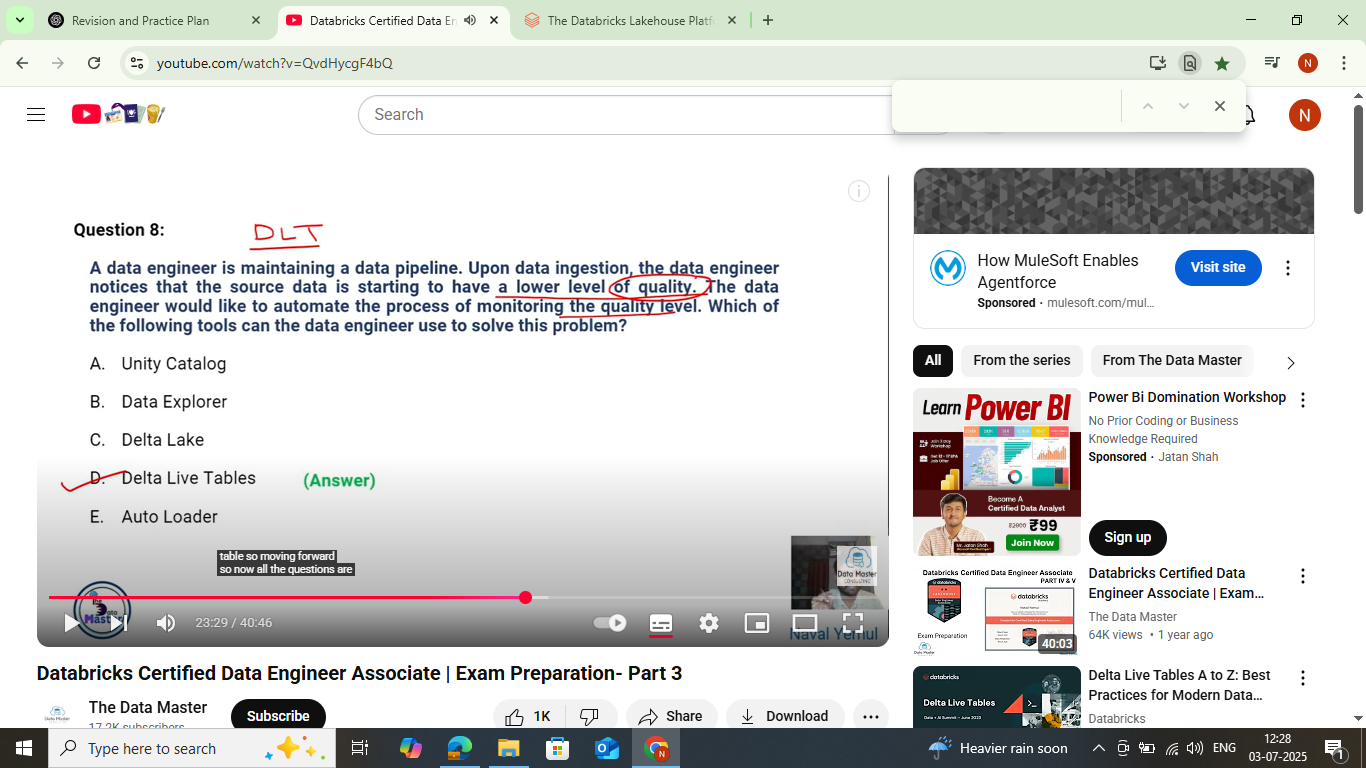 Revision and Practice Plan
Databricks Certified Data En
The Databricks Lakehouse Platfo
youtube.com/watch?v=QvdHycgF4bQ
N
Search
N
Question 8:
DLT
A data engineer is maintaining a data pipeline. Upon data ingestion, the data engineer
notices that the source data is starting to have a lower level of quality. The data
engineer would like to automate the process of monitoring the quality level. Which of
the following tools can the data engineer use to solve this problem?
A. Unity Catalog
B. Data Explorer
C. Delta Lake
D. Delta Live Tables (Answer)
E. Auto Loader
table so moving forward
so now all the questions are
Data Master
CONSULTING
The
Data
Master
Naval Yemul
23:29 / 40:46
Databricks Certified Data Engineer Associate | Exam Preparation- Part 3
The Data Master
17.2K subscribers
Subscribe
1K
Share
Download
How MuleSoft Enables
Agentforce
Sponsored · mulesoft.com/mul...
Visit site
All
From the series
From The Data Master
Learn Power BI
Become A
Certified Data Analyst
₹99
Join Now
Mr. Jatan Shah
Power Bi Domination Workshop
No Prior Coding or Business
Knowledge Required
Sponsored · Jatan Shah
Sign up
Databricks Certified Data Engineer Associate
PART IV & V
databricks
Exam Preparation
40:03
Databricks Certified Data
Engineer Associate | Exam...
The Data Master
64K views · 1 year ago
databricks
Delta Live Tables
Delta Live Tables A to Z: Best
Practices for Modern Data...
Databricks
Type here to search
N
Heavier rain soon
ENG
12:28
03-07-2025
1